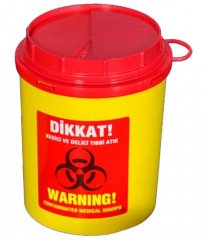 DİKKAT!
KESİCİ VE DELİCİ TIBBİ ATIK
WARNING!
CONTAMINATED MEDICAL SHARPS